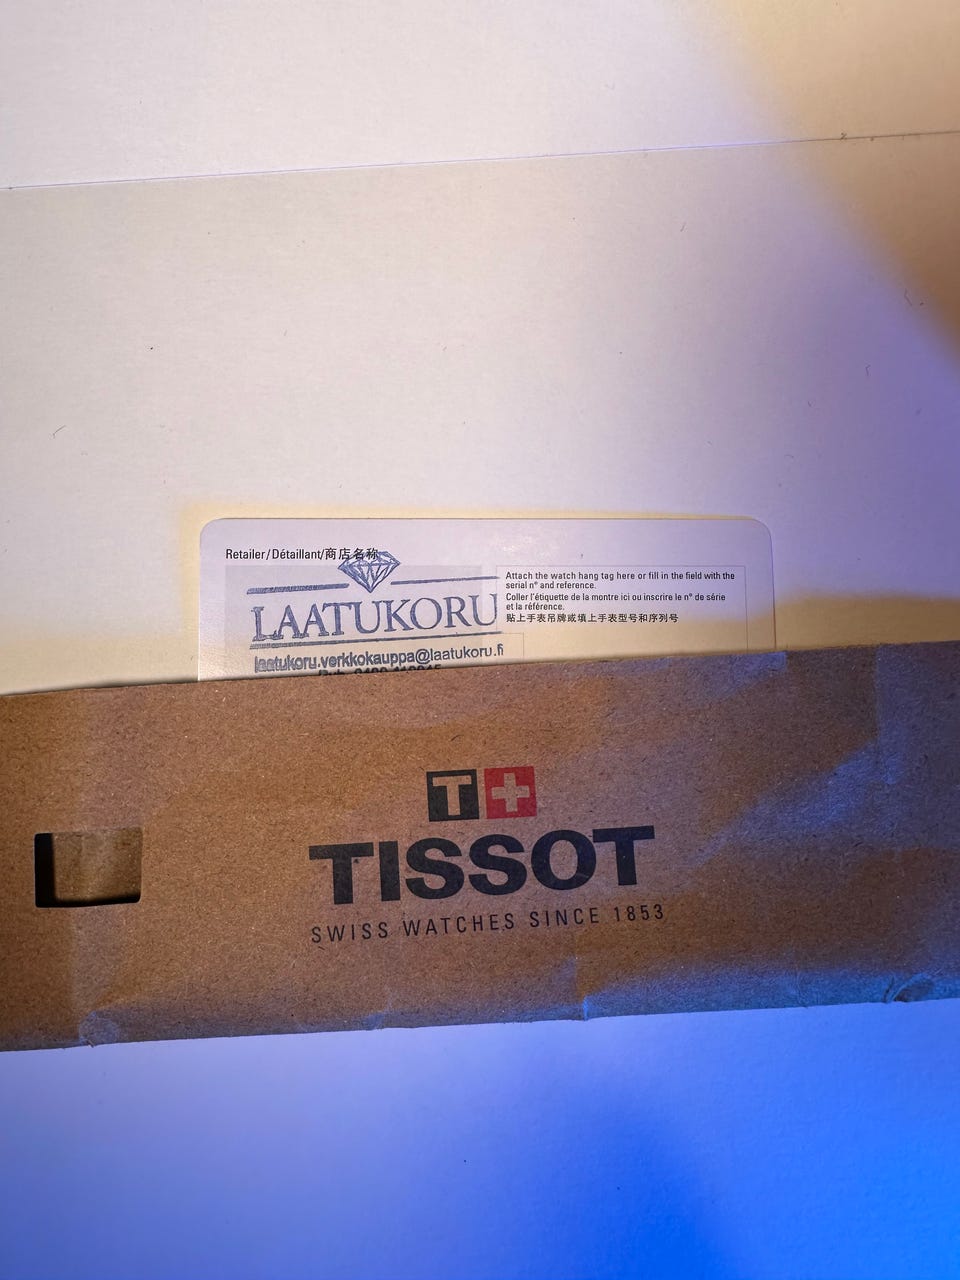 Retailer/Détaillant/商店名称
LAATUKORU
laatukoru.verkkokauppa@laatukoru.fi
Attach the watch hang tag here or fill in the field with the
serial n° and reference.
Coller l'étiquette de la montre ici ou inscrire le n° de série
et la référence.
贴上手表吊牌或填上手表型号和序列号
T+
TISSOT
SWISS WATCHES SINCE 1853